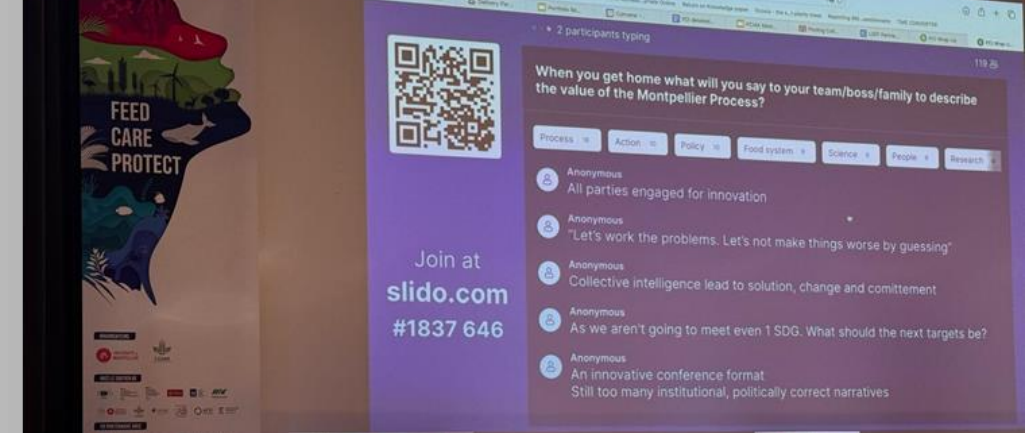 FEED
CARE
PROTECT
2 participants typing
119
When you get home what will you say to your team/boss/family to describe
the value of the Montpellier Process?
Process
Action
Policy
Food system
Science
People
Research
Anonymous
All parties engaged for innovation
Anonymous
"Let's work the problems. Let's not make things worse by guessing"
Anonymous
Collective intelligence lead to solution, change and comittement
Anonymous
As we aren't going to meet even 1 SDG. What should the next targets be?
Anonymous
An innovative conference format
Still too many institutional, politically correct narratives
Join at
slido.com
#1837 646